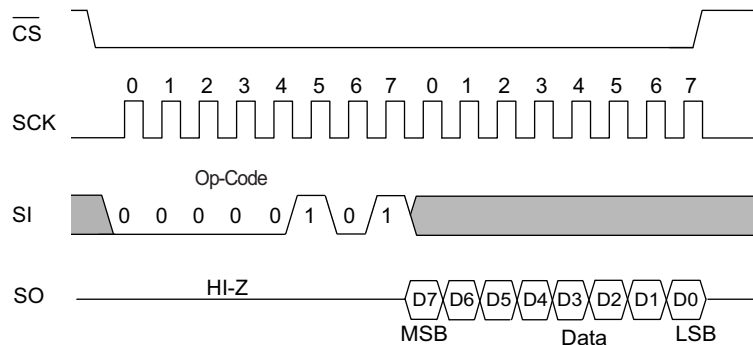 CS
0 1 2 3 4 5 6 7 0 1 2 3 4 5 6 7
SCK
Op-Code
SI 0 0 0 0 0 1 0 1
HI-Z
SO D7 D6 D5 D4 D3 D2 D1 D0
MSB Data LSB